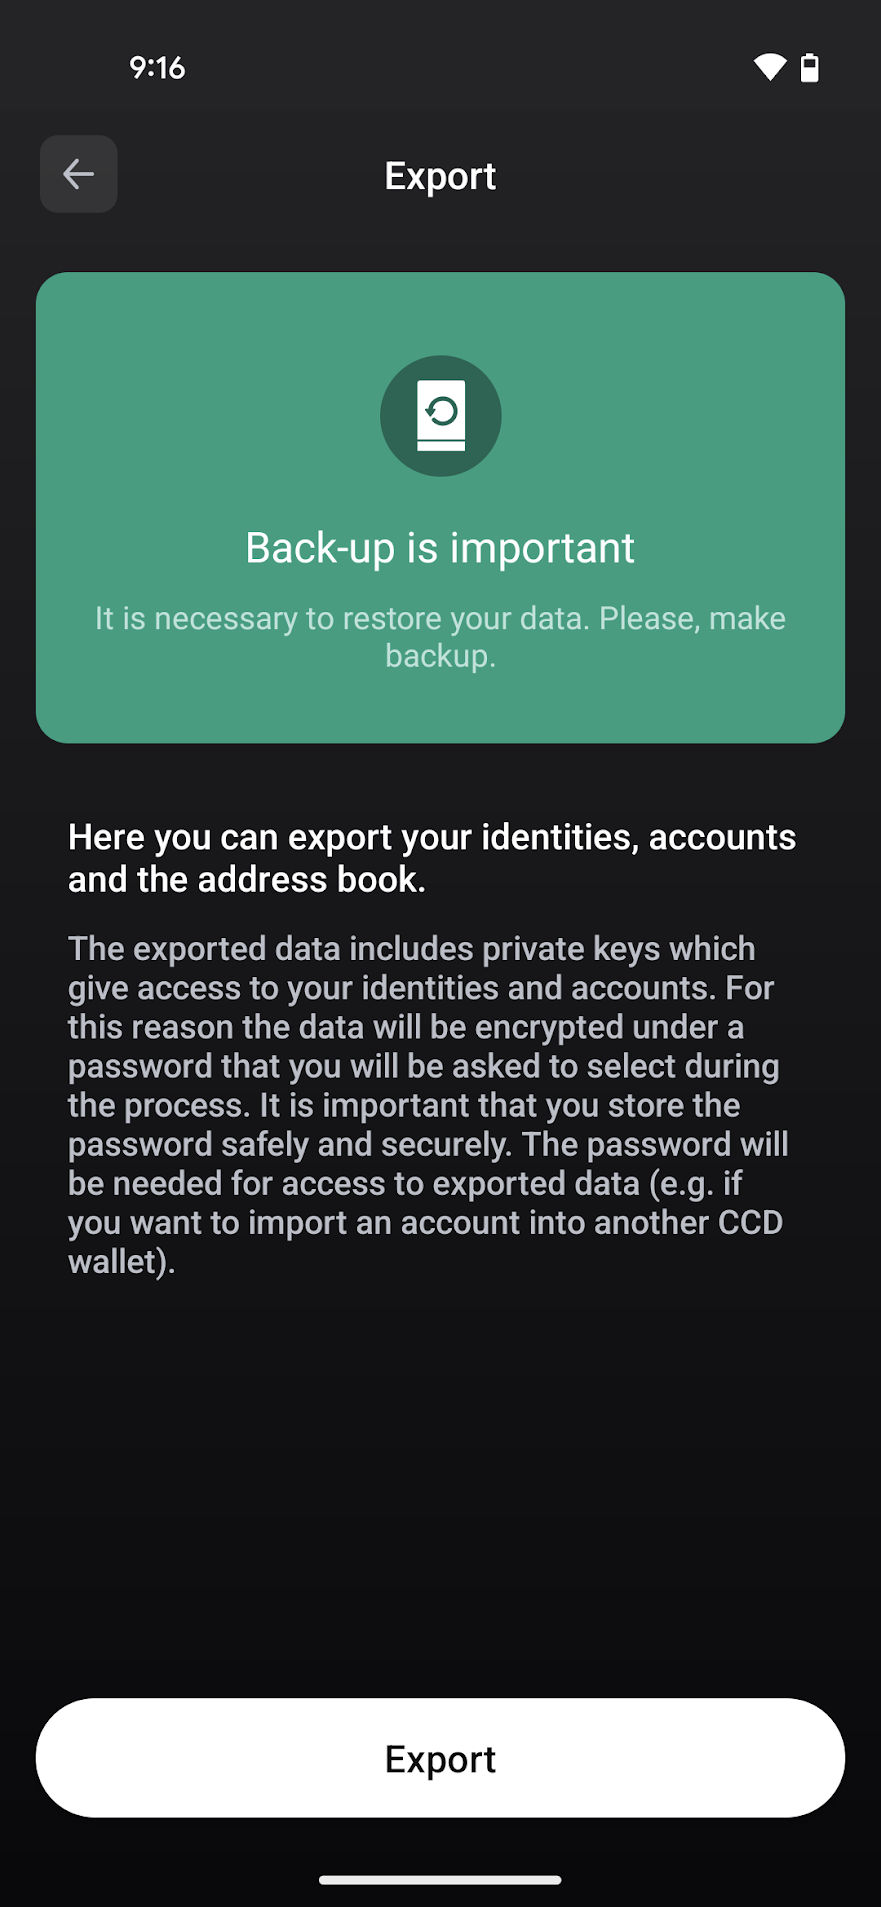 9:16
Export
Back-up is important
It is necessary to restore your data. Please, make
backup.
Here you can export your identities, accounts
and the address book.
The exported data includes private keys which
give access to your identities and accounts. For
this reason the data will be encrypted under a
password that you will be asked to select during
the process. It is important that you store the
password safely and securely. The password will
be needed for access to exported data (e.g. if
you want to import an account into another CCD
wallet).
Export